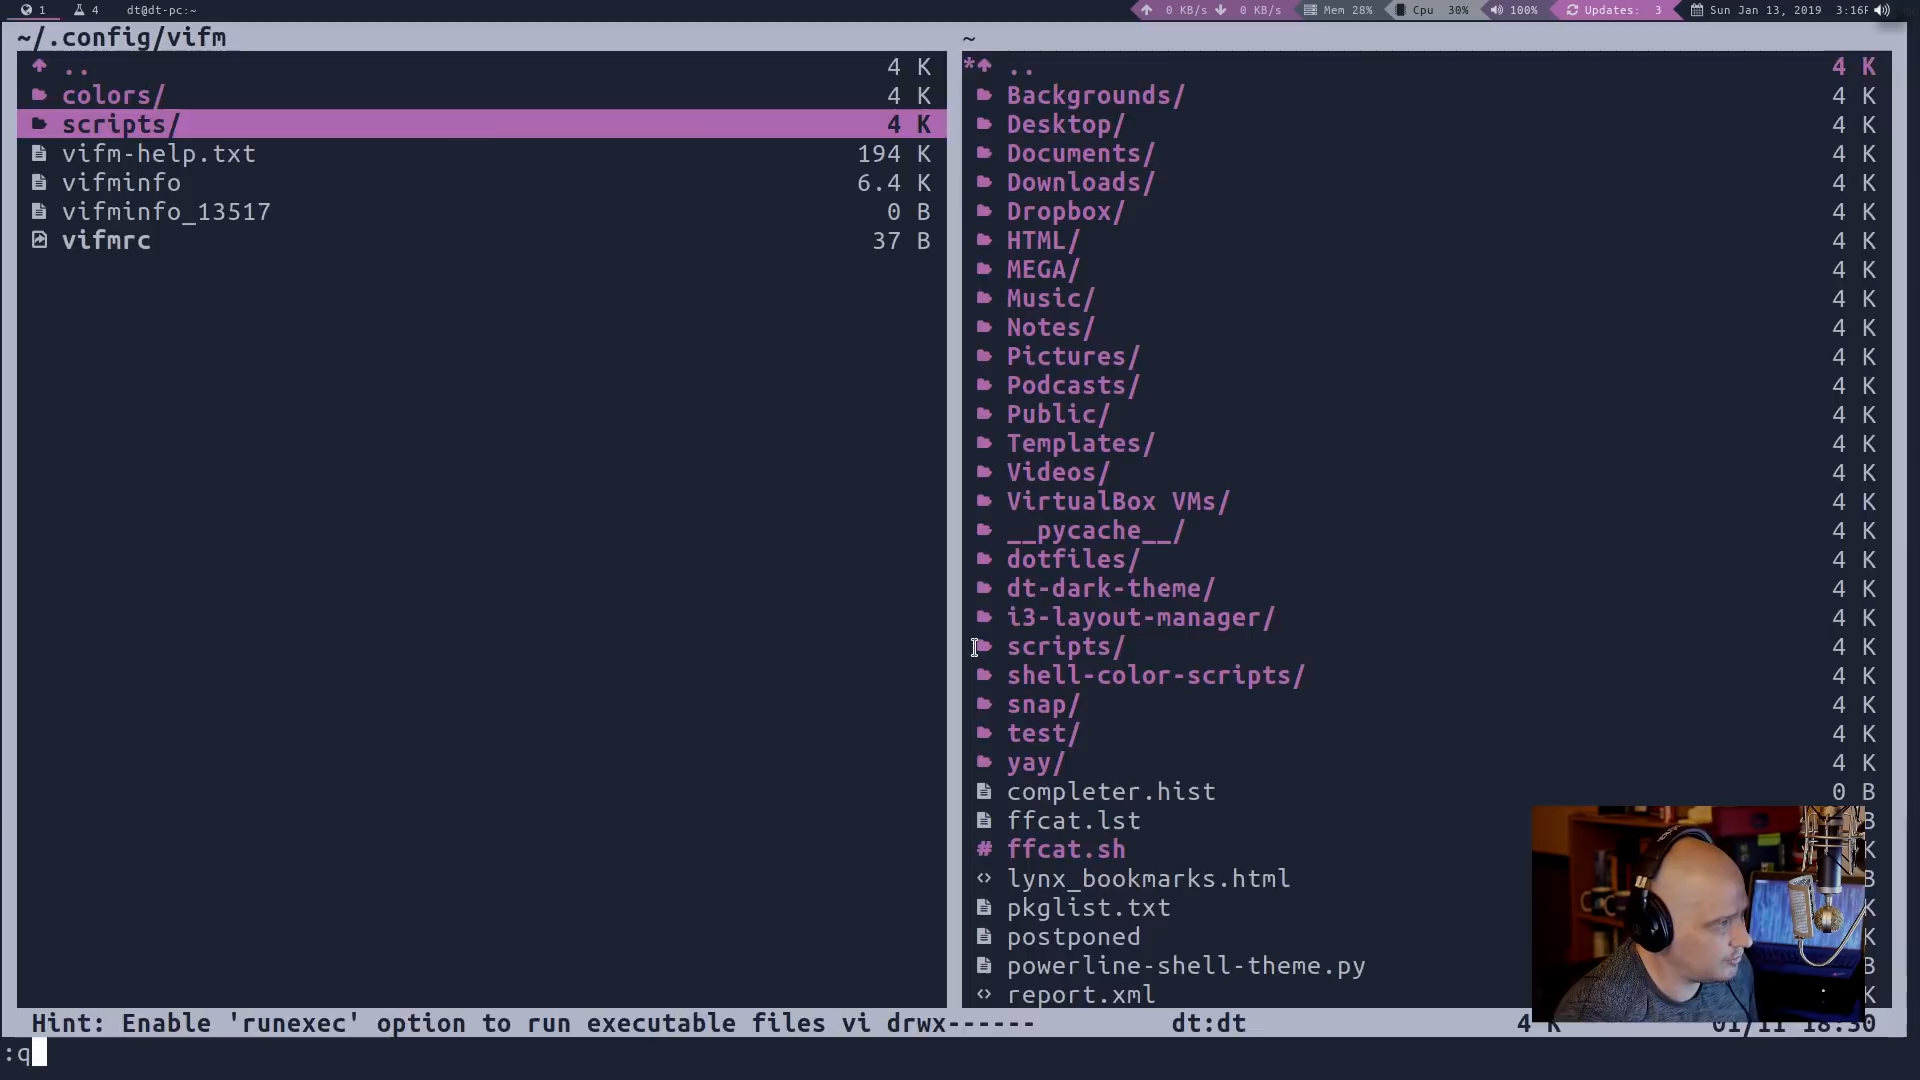 1 4 dt@dt-pc:~ 0 KB/s 0 KB/s Mem 28% Cpu 30% 100% Updates: 3 Sun Jan 13, 2019 3:16
~/.config/vifm
.. 4 K
colors/ 4 K
scripts/ 4 K
vifm-help.txt 194 K
vifminfo 6.4 K
vifminfo_13517 0 B
vifmrc 37 B
~
*.. 4 K
Backgrounds/ 4 K
Desktop/ 4 K
Documents/ 4 K
Downloads/ 4 K
Dropbox/ 4 K
HTML/ 4 K
MEGA/ 4 K
Music/ 4 K
Notes/ 4 K
Pictures/ 4 K
Podcasts/ 4 K
Public/ 4 K
Templates/ 4 K
Videos/ 4 K
VirtualBox VMs/ 4 K
__pycache__/ 4 K
dotfiles/ 4 K
dt-dark-theme/ 4 K
i3-layout-manager/ 4 K
scripts/ 4 K
shell-color-scripts/ 4 K
snap/ 4 K
test/ 4 K
yay/ 4 K
completer.hist 0 B
ffcat.lst B
# ffcat.sh K
<> lynx_bookmarks.html B
pkglist.txt K
postponed K
powerline-shell-theme.py B
<> report.xml K
Hint: Enable 'runexec' option to run executable files vi drwx------ dt:dt 4 K 01/11 18:30
:q